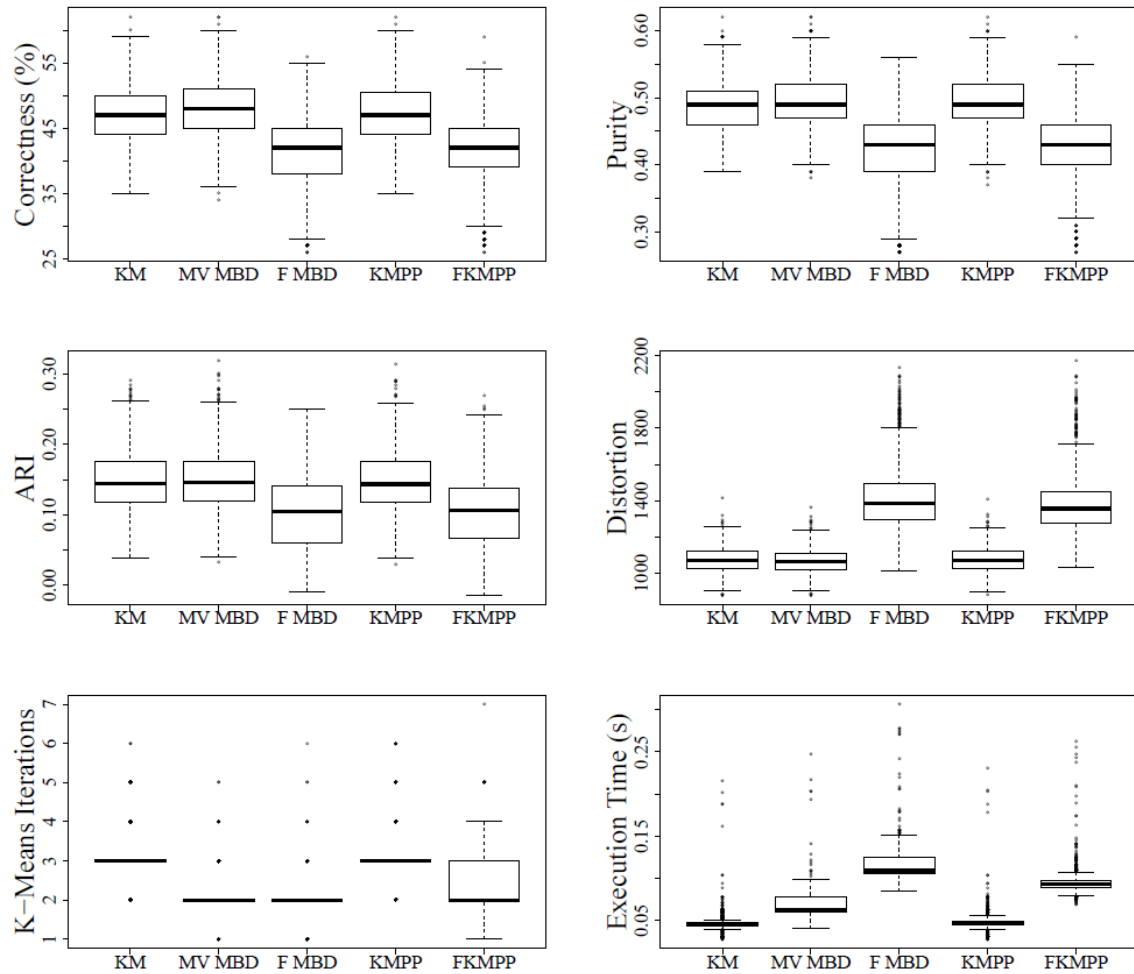 Correctness (%)
25 35 45 55
KM MV MBD F MBD KMPP FKMPP
Purity
0.30 0.40 0.50 0.60
KM MV MBD F MBD KMPP FKMPP
ARI
0.00 0.10 0.20 0.30
KM MV MBD F MBD KMPP FKMPP
Distortion
1000 1400 1800 2200
KM MV MBD F MBD KMPP FKMPP
K−Means Iterations
1 2 3 4 5 6 7
KM MV MBD F MBD KMPP FKMPP
Execution Time (s)
0.05 0.15 0.25
KM MV MBD F MBD KMPP FKMPP